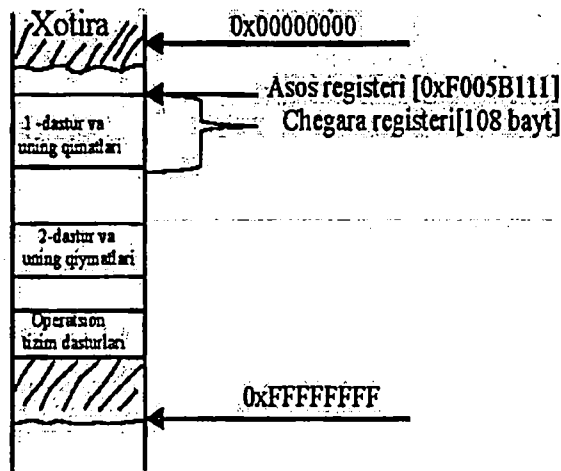 Xotira
0x00000000
Asos registeri [0xF005B111]
Chegara registeri[108 bayt]
1 -dastur va
uning qimatlari
2-dastur va
uning qiymatlari
Operatsion
tizim dasturlari
0xFFFFFFFF